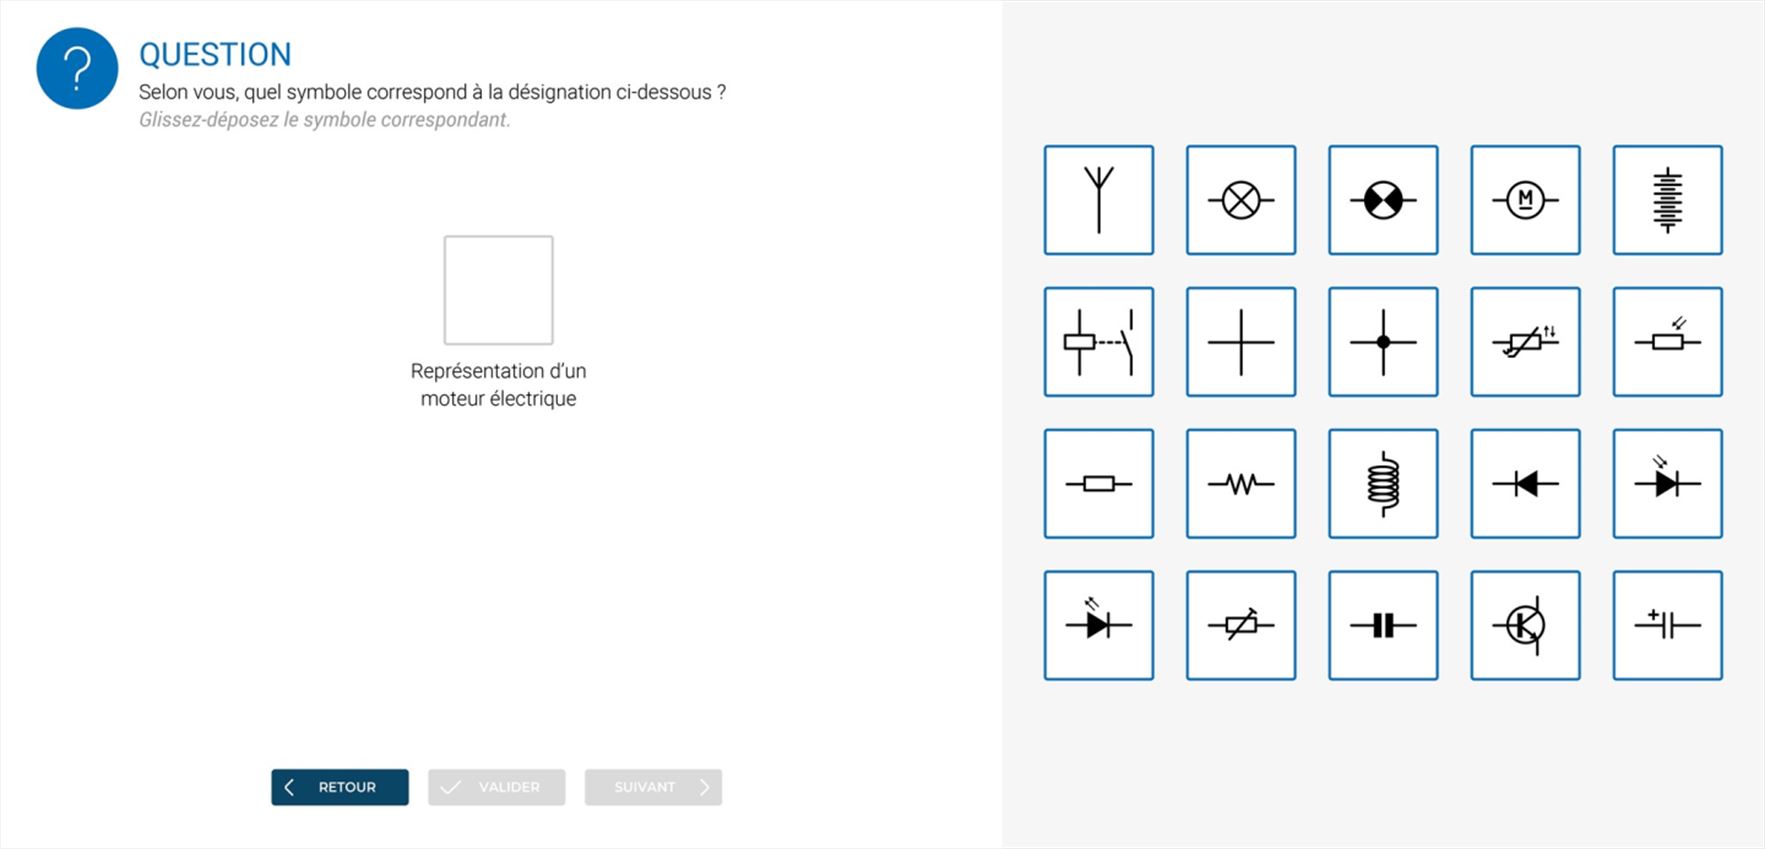 QUESTION
Selon vous, quel symbole correspond à la désignation ci-dessous ?
Glissez-déposez le symbole correspondant.
M
Représentation d’un
moteur électrique
+
RETOUR
VALIDER
SUIVANT